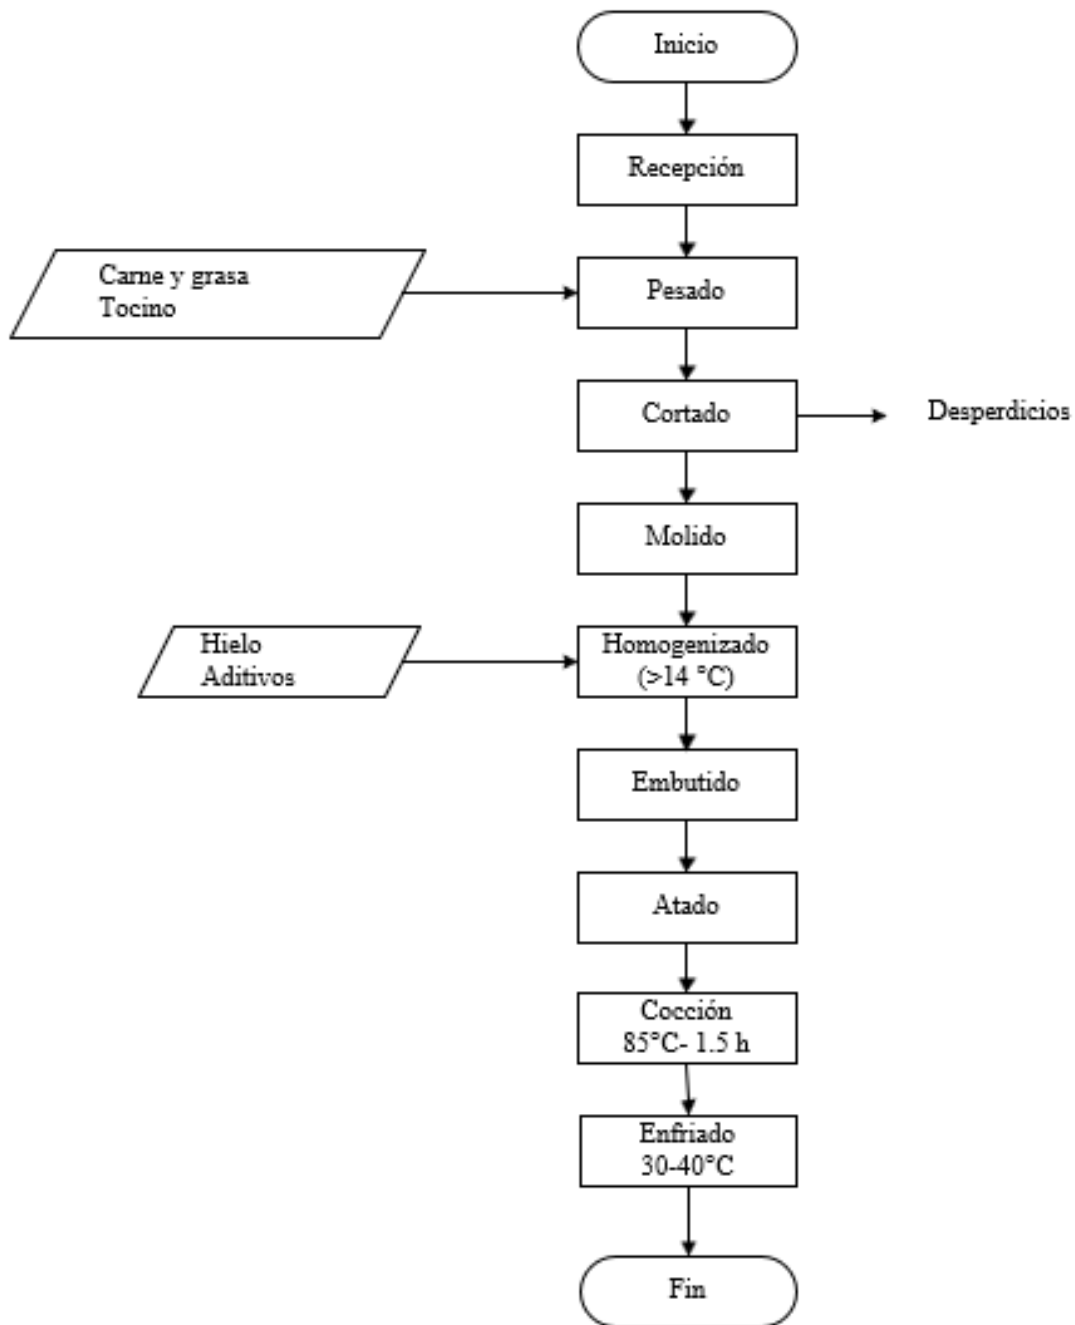 Inicio
Recepción
Carne y grasa
Tocino
Pesado
Cortado
Desperdicios
Molido
Hielo
Aditivos
Homogenizado
(>14 °C)
Embutido
Atado
Cocción
85°C- 1.5 h
Enfriado
30-40°C
Fin